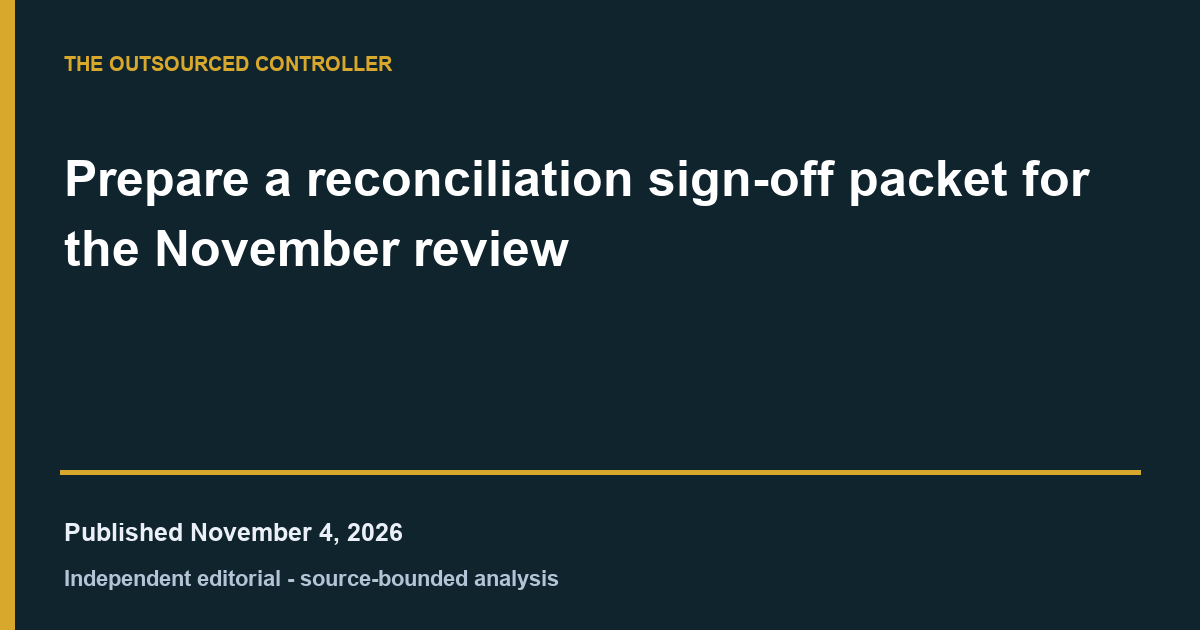 THE OUTSOURCED CONTROLLER
Prepare a reconciliation sign-off packet for
the November review
Published November 4, 2026
Independent editorial - source-bounded analysis